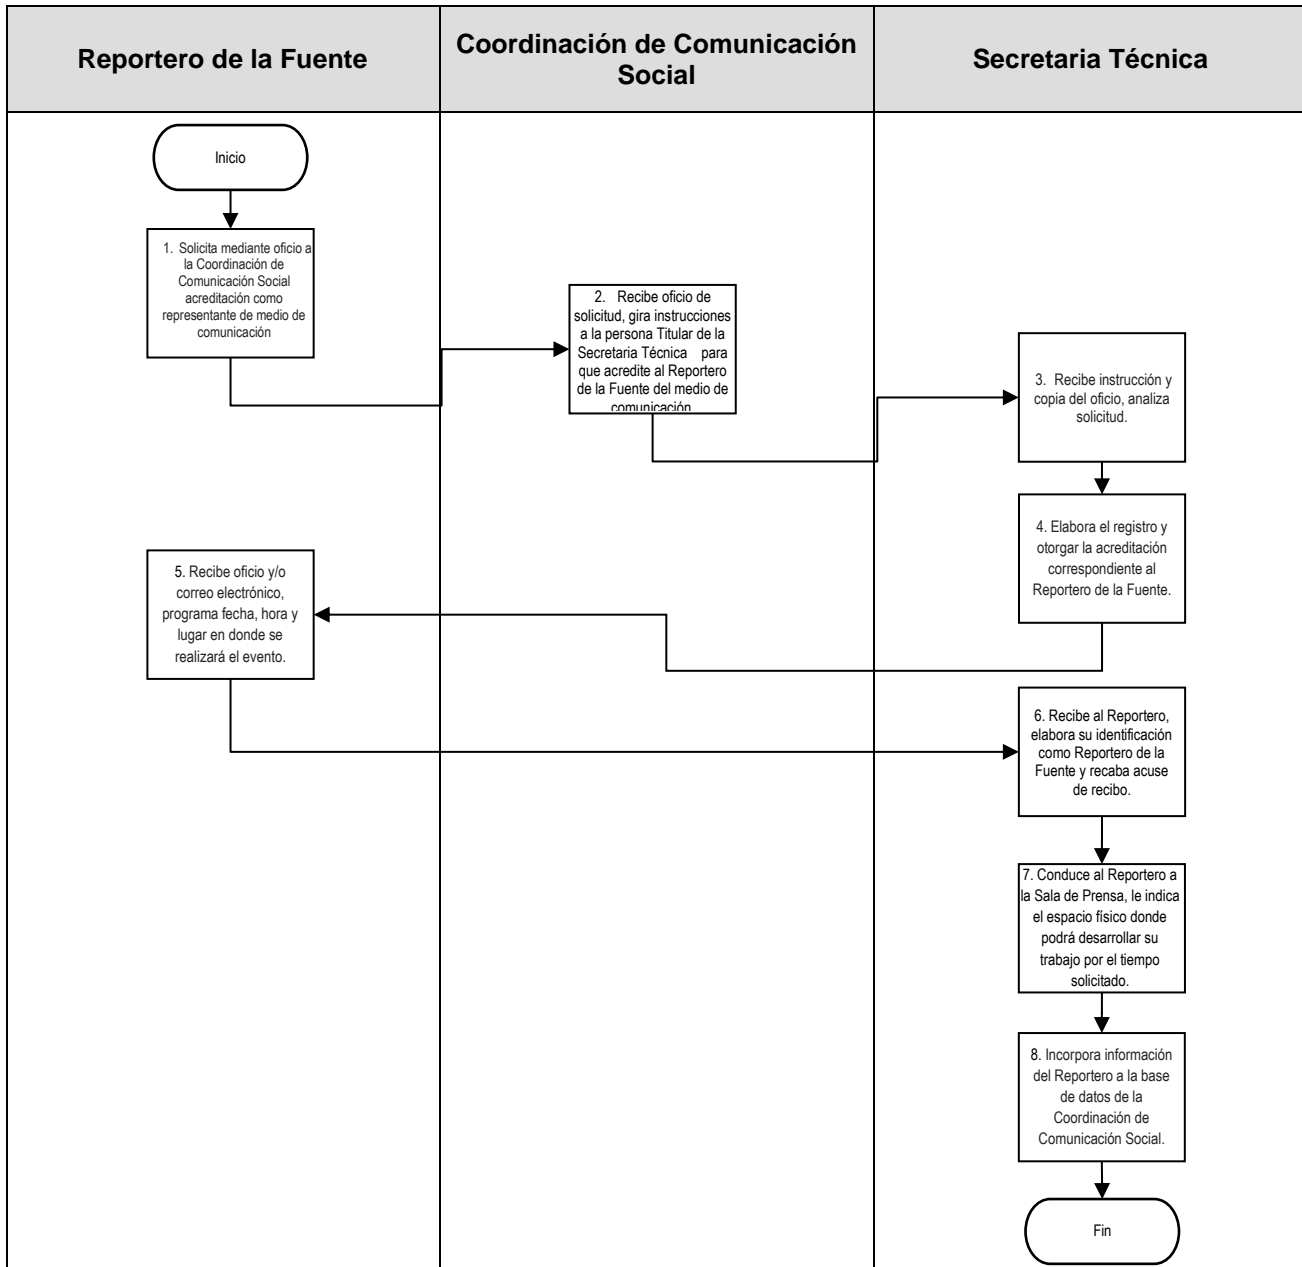 Reportero de la Fuente
Coordinación de Comunicación
Social
Secretaria Técnica
Inicio
1. Solicita mediante oficio a
la Coordinación de
Comunicación Social
acreditación como
representante de medio de
comunicación
2. Recibe oficio de
solicitud, gira instrucciones
a la persona Titular de la
Secretaria Técnica para
que acredite al Reportero
de la Fuente del medio de
comunicación
3. Recibe instrucción y
copia del oficio, analiza
solicitud.
4. Elabora el registro y
otorgar la acreditación
correspondiente al
Reportero de la Fuente.
5. Recibe oficio y/o
correo electrónico,
programa fecha, hora y
lugar en donde se
realizará el evento.
6. Recibe al Reportero,
elabora su identificación
como Reportero de la
Fuente y recaba acuse
de recibo.
7. Conduce al Reportero a
la Sala de Prensa, le indica
el espacio físico donde
podrá desarrollar su
trabajo por el tiempo
solicitado.
8. Incorpora información
del Reportero a la base
de datos de la
Coordinación de
Comunicación Social.
Fin